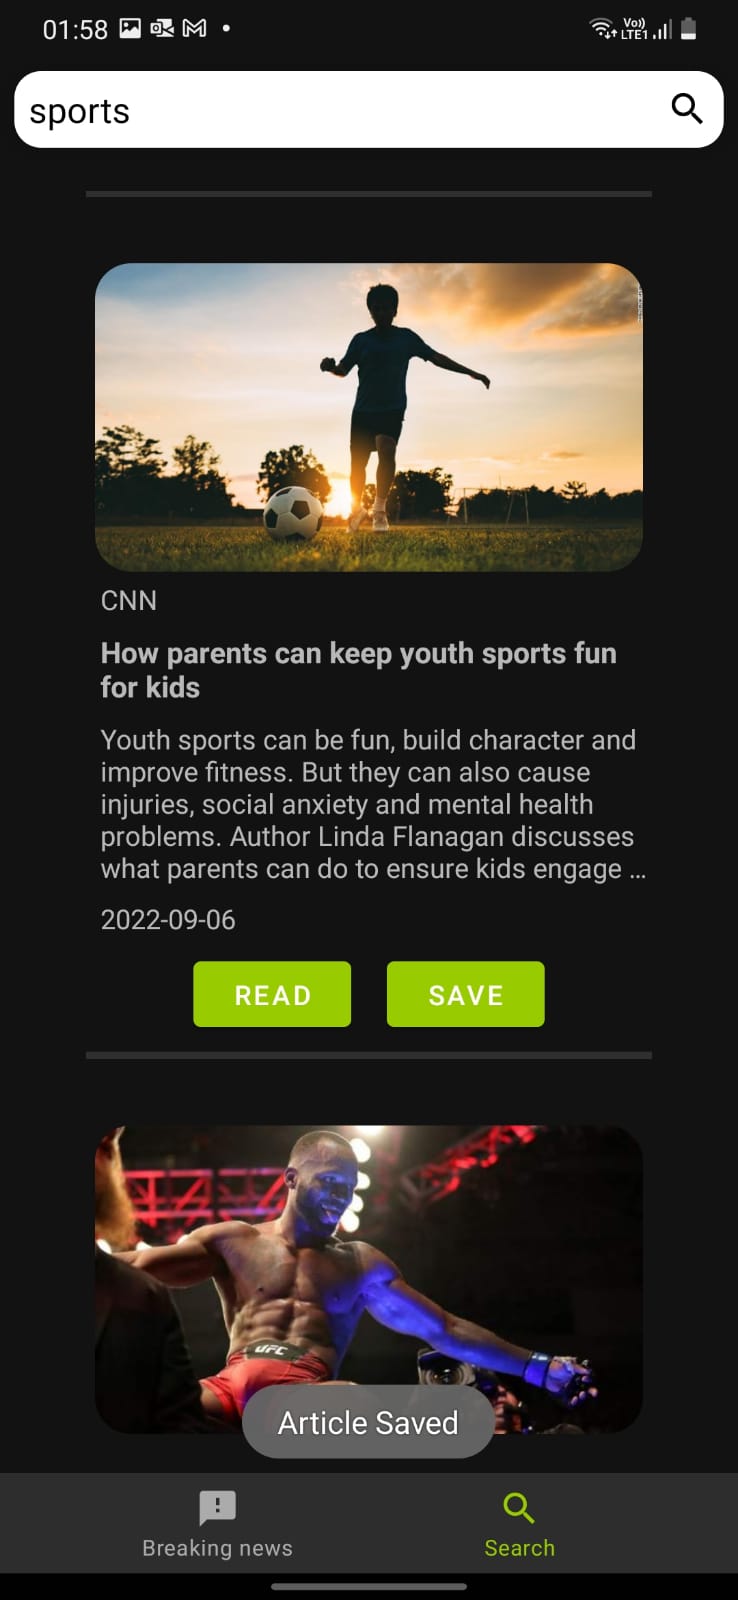 01:58
Vo))
LTE1
sports
CNN
How parents can keep youth sports fun
for kids
Youth sports can be fun, build character and
improve fitness. But they can also cause
injuries, social anxiety and mental health
problems. Author Linda Flanagan discusses
what parents can do to ensure kids engage ...
2022-09-06
READ
SAVE
UFC
Article Saved
Breaking news
Search